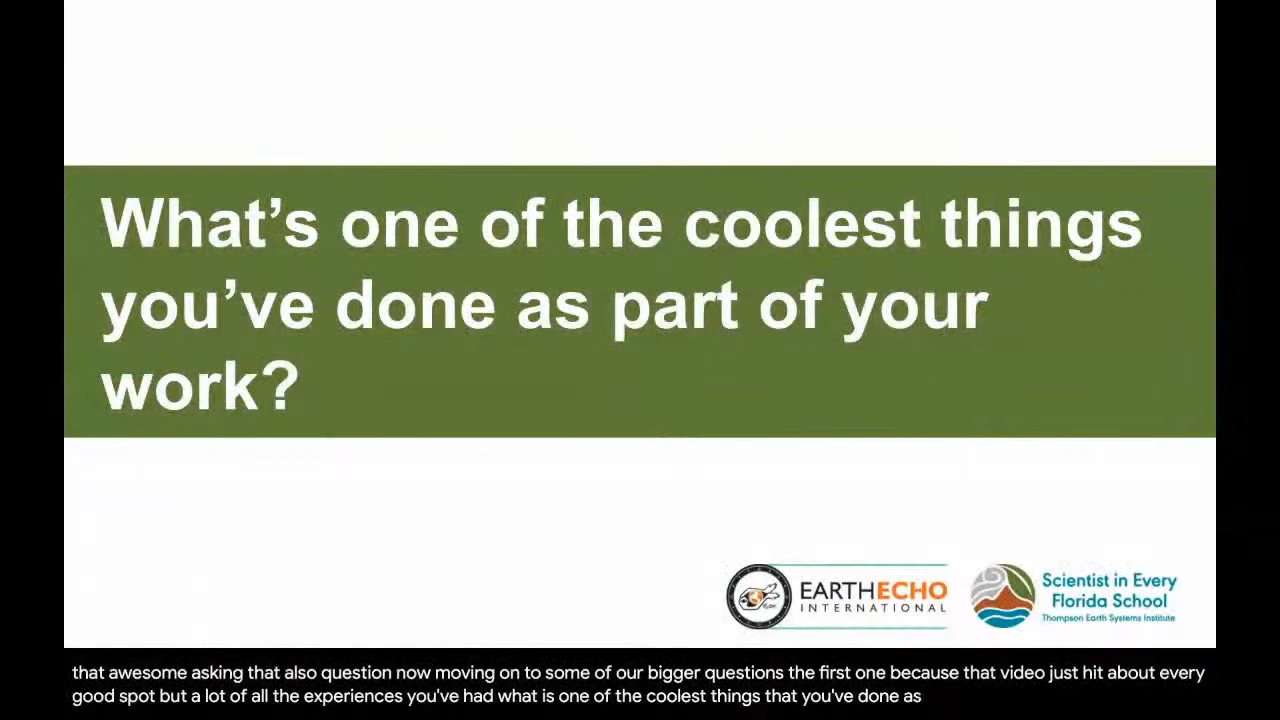 What's one of the coolest things
you've done as part of your
work?
EARTHECHO
INTERNATIONAL
Scientist in Every
Florida School
Thompson Earth Systems Institute
that awesome asking that also question now moving on to some of our bigger questions the first one because that video just hit about every
good spot but a lot of all the experiences you've had what is one of the coolest things that you've done as